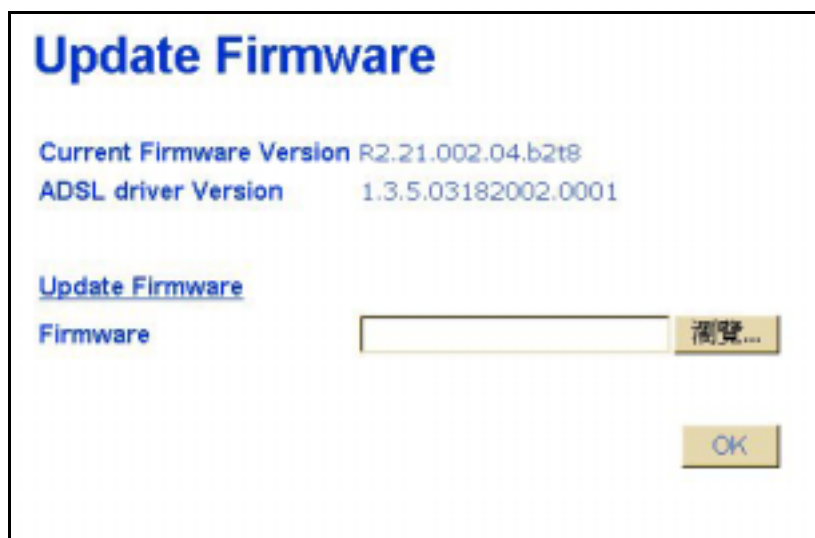 Update Firmware
Current Firmware Version R2.21.002.04.b2t8
ADSL driver Version 1.3.5.03182002.0001
Update Firmware
Firmware 瀏覽...
OK